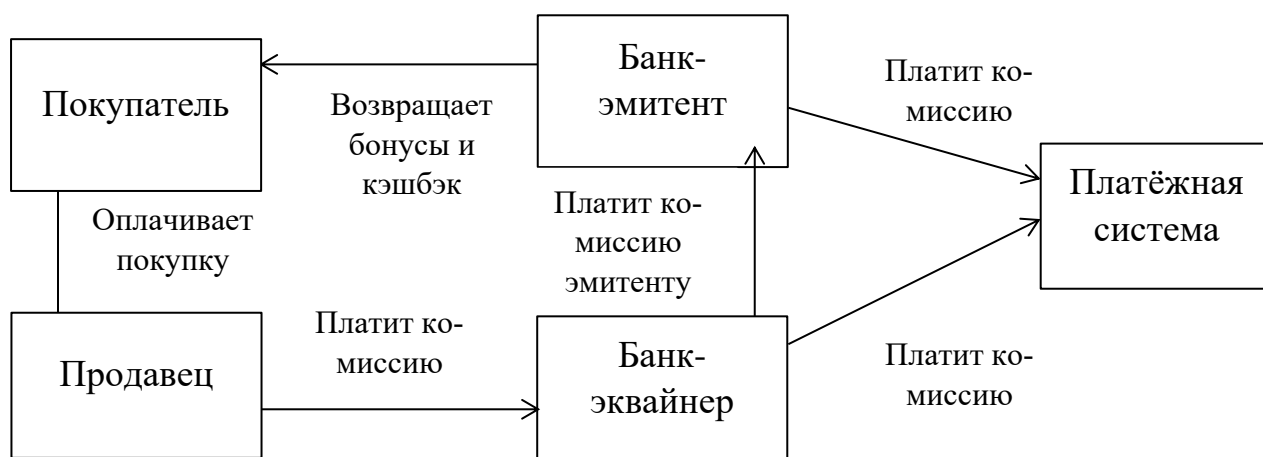 Покупатель
Возвращает
бонусы и
кэшбэк
Банк-
эмитент
Платит ко-
миссию
Платёжная
система
Оплачивает
покупку
Платит ко-
миссию
эмитенту
Продавец
Платит ко-
миссию
Банк-
эквайнер
Платит ко-
миссию